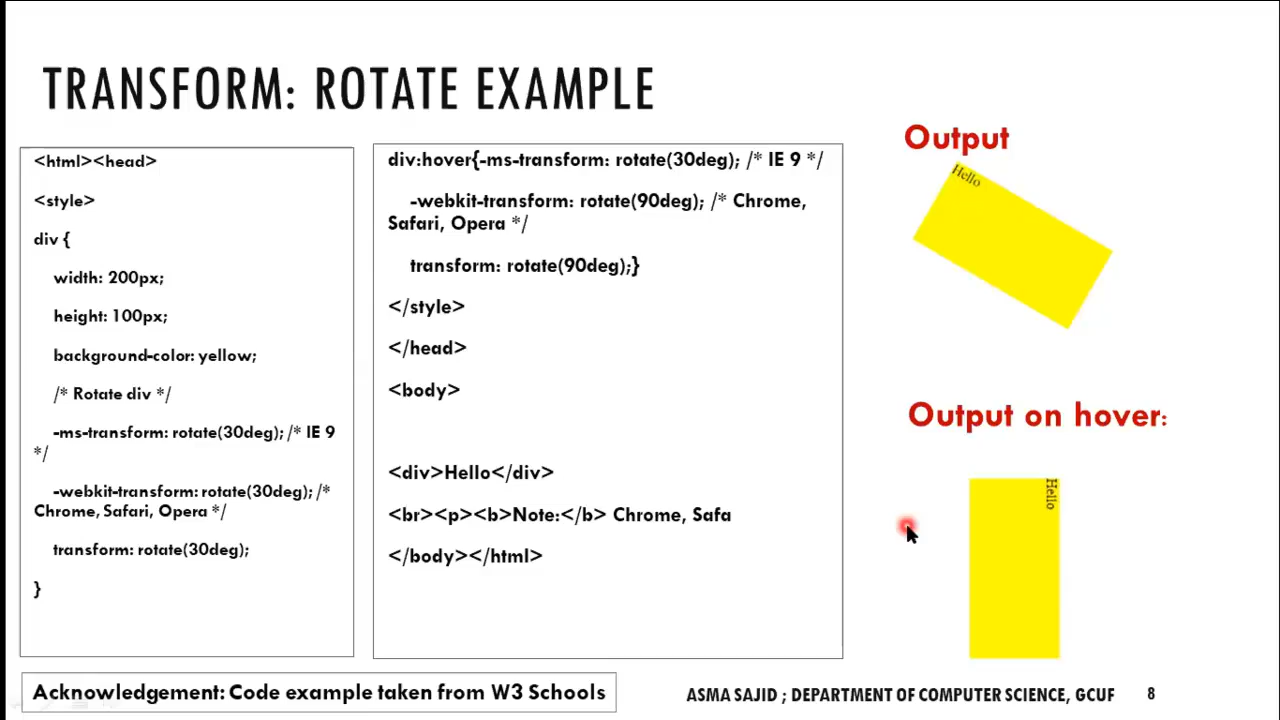 TRANSFORM: ROTATE EXAMPLE
<html><head>
<style>
div {
width: 200px;
height: 100px;
background-color: yellow;
/* Rotate div */
-ms-transform: rotate(30deg); /* IE 9
*/
-webkit-transform: rotate(30deg); /*
Chrome, Safari, Opera */
transform: rotate(30deg);
}
div:hover{-ms-transform: rotate(30deg); /* IE 9 */
-webkit-transform: rotate(90deg); /* Chrome,
Safari, Opera */
transform: rotate(90deg);}
</style>
</head>
<body>
<div>Hello</div>
<br><p><b>Note:</b> Chrome, Safa
</body></html>
Output
Hello
Output on hover:
Hello
Acknowledgement: Code example taken from W3 Schools
ASMA SAJID ; DEPARTMENT OF COMPUTER SCIENCE, GCUF
8